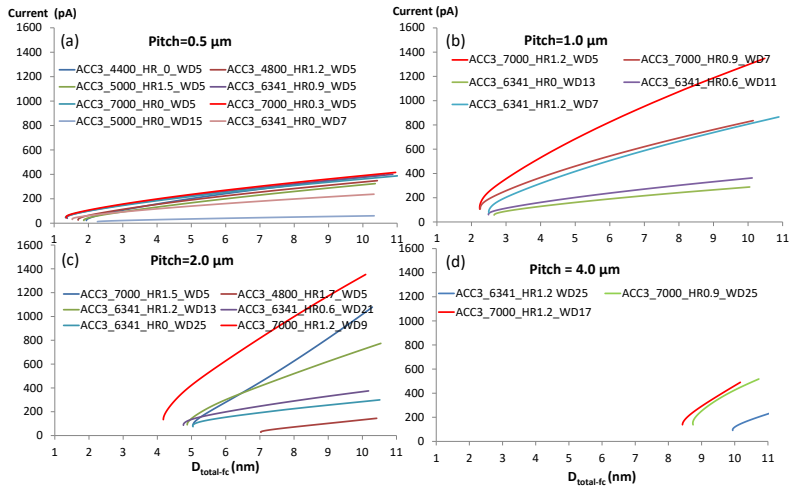 Current (pA)
Current (pA)
1600
1400
1200
1000
800
600
400
200
0
(a)
Pitch=0.5 µm
ACC3_4400_HR_0_WD5
ACC3_4800_HR1.2_WD5
ACC3_5000_HR1.5_WD5
ACC3_6341_HR0.9_WD5
ACC3_7000_HR0_WD5
ACC3_7000_HR0.3_WD5
ACC3_5000_HR0_WD15
ACC3_6341_HR0_WD7
1 2 3 4 5 6 7 8 9 10 11
1600
1400
1200
1000
800
600
400
200
0
(b)
Pitch=1.0 µm
ACC3_7000_HR1.2_WD5
ACC3_7000_HR0.9_WD7
ACC3_6341_HR0_WD13
ACC3_6341_HR0.6_WD11
ACC3_6341_HR1.2_WD7
1 2 3 4 5 6 7 8 9 10 11
1600
1400
1200
1000
800
600
400
200
0
(c)
Pitch=2.0 µm
ACC3_7000_HR1.5_WD5
ACC3_4800_HR1.7_WD5
ACC3_6341_HR1.2_WD13
ACC3_6341_HR0.6_WD21
ACC3_6341_HR0_WD25
ACC3_7000_HR1.2_WD9
1 2 3 4 5 6 7 8 9 10 11
Dtotal-fc (nm)
1600
1400
1200
1000
800
600
400
200
0
(d)
Pitch = 4.0 µm
ACC3_6341_HR1.2 WD25
ACC3_7000_HR0.9_WD25
ACC3_7000_HR1.2_WD17
1 2 3 4 5 6 7 8 9 10 11
Dtotal-fc (nm)